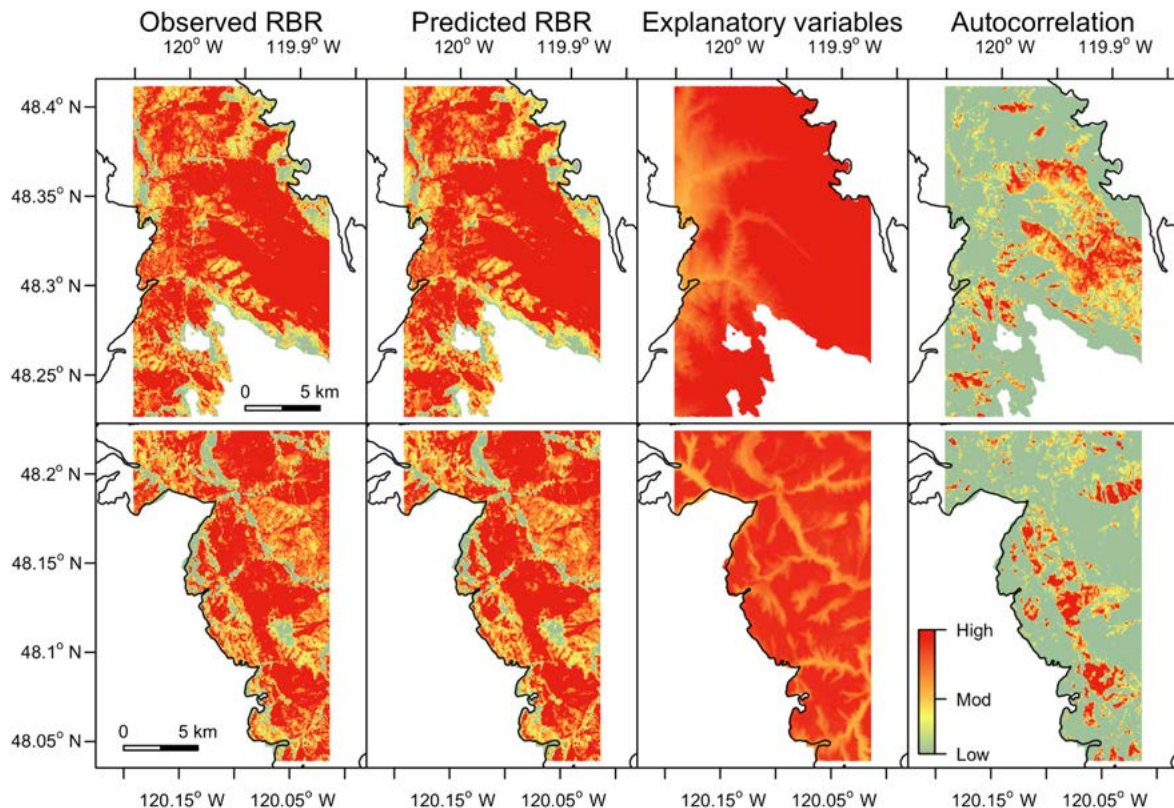 Observed RBR Predicted RBR Explanatory variables Autocorrelation
120° W 119.9° W 120° W 119.9° W 120° W 119.9° W 120° W 119.9° W
48.4° N
48.35° N
48.3° N
48.25° N
0 5 km
48.2° N
48.15° N
48.1° N
48.05° N
0 5 km
High
Mod
Low
120.15° W 120.05° W 120.15° W 120.05° W 120.15° W 120.05° W 120.15° W 120.05° W